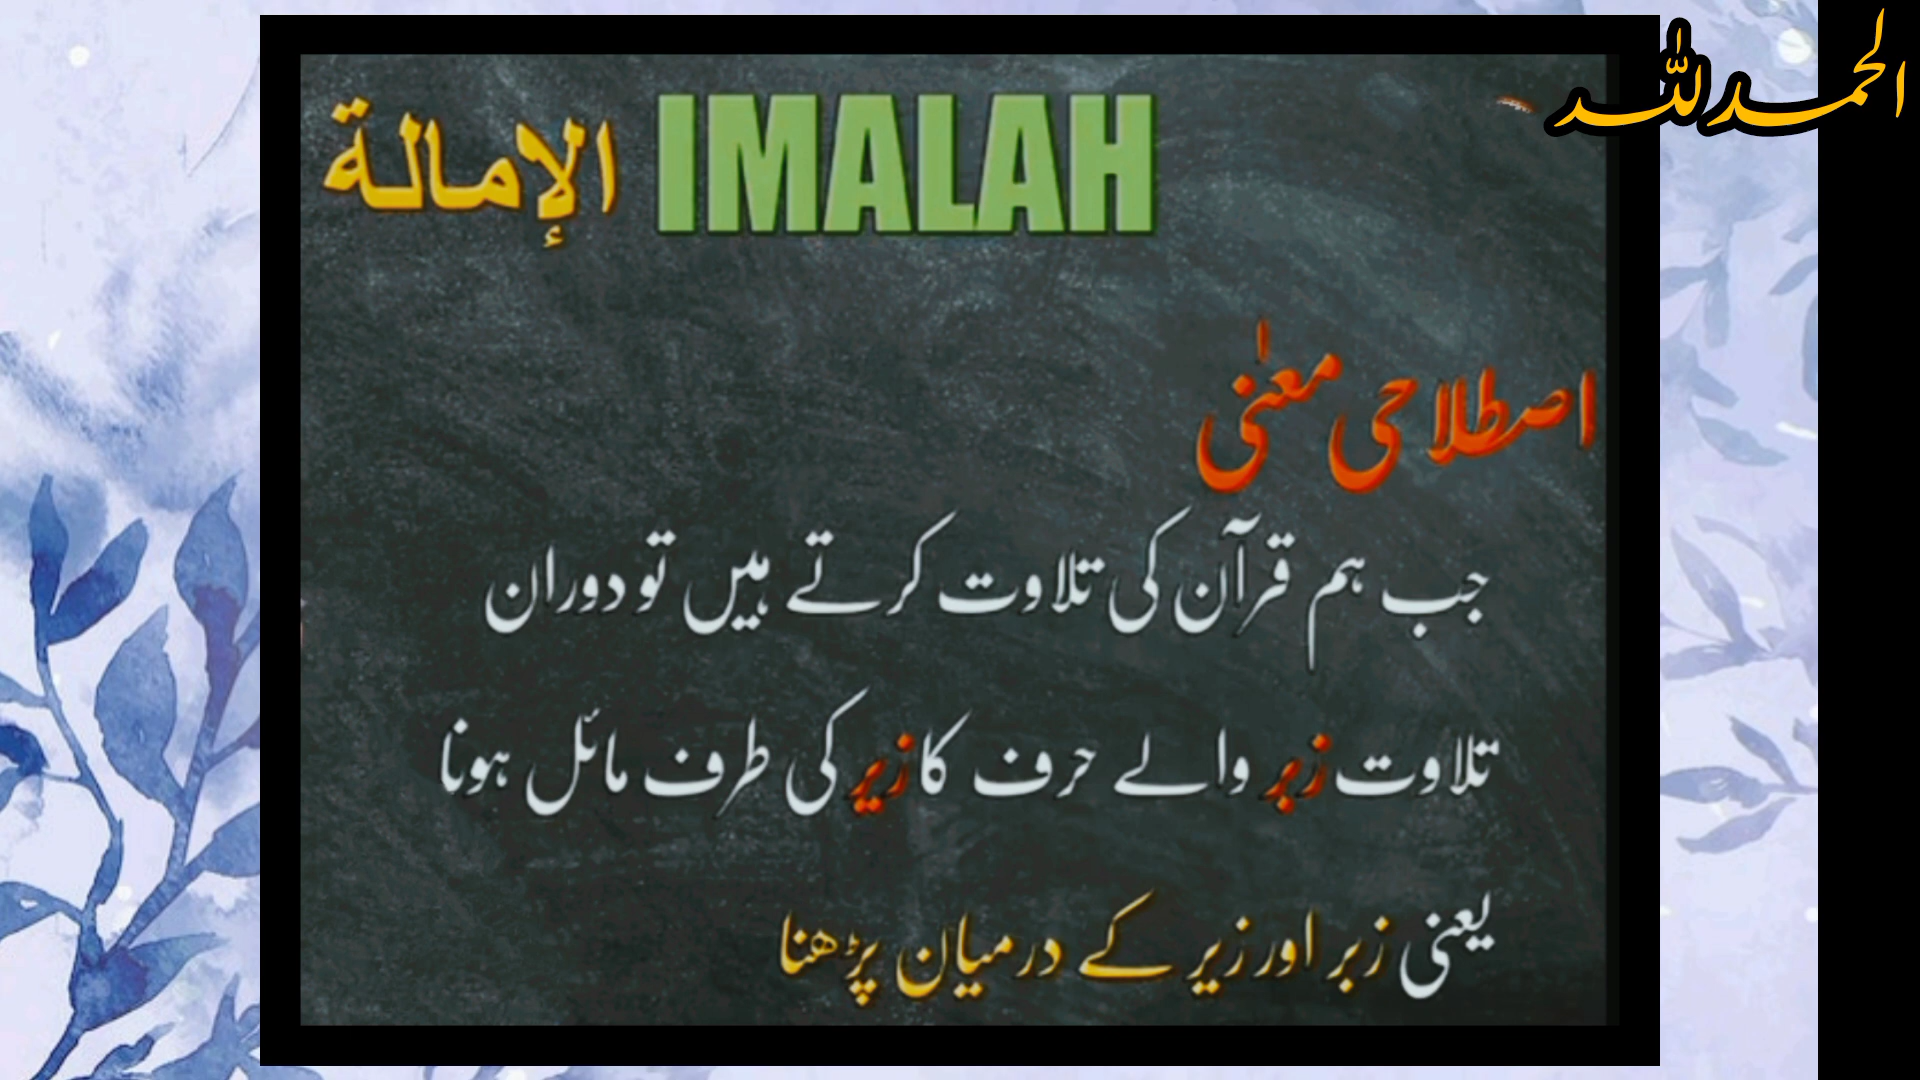 الحمدللہ
IMALAH الإمالة
اصطلاحی معنٰی
جب ہم قرآن کی تلاوت کرتے ہیں تو دوران
تلاوت زبر والے حرف کا زیر کی طرف مائل ہونا
یعنی زبر اور زیر کے درمیان پڑھنا